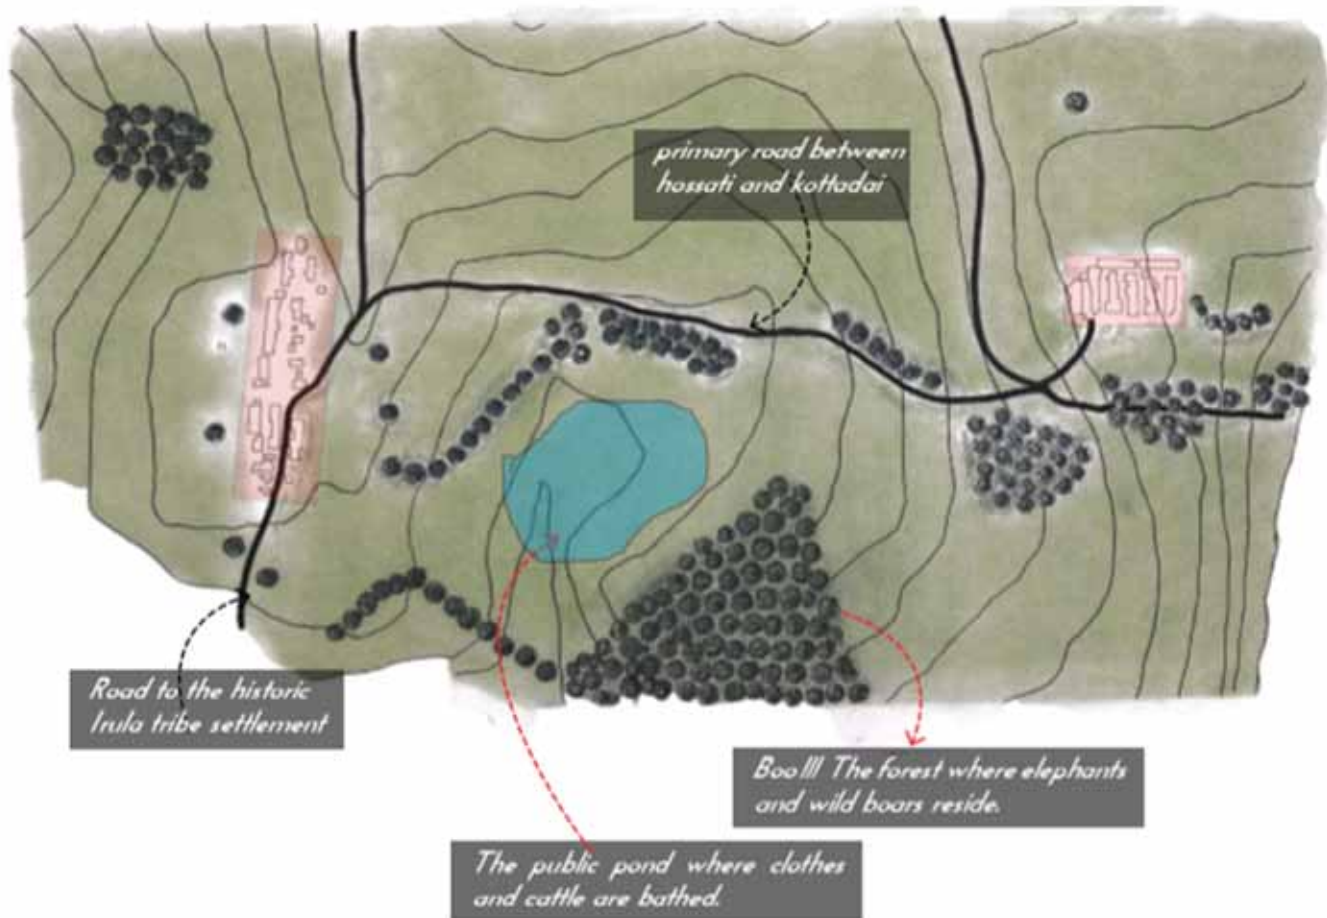 primary road between
hossati and kottadai
Road to the historic
Irula tribe settlement
Boo!!! The forest where elephants
and wild boars reside.
The public pond where clothes
and cattle are bathed.